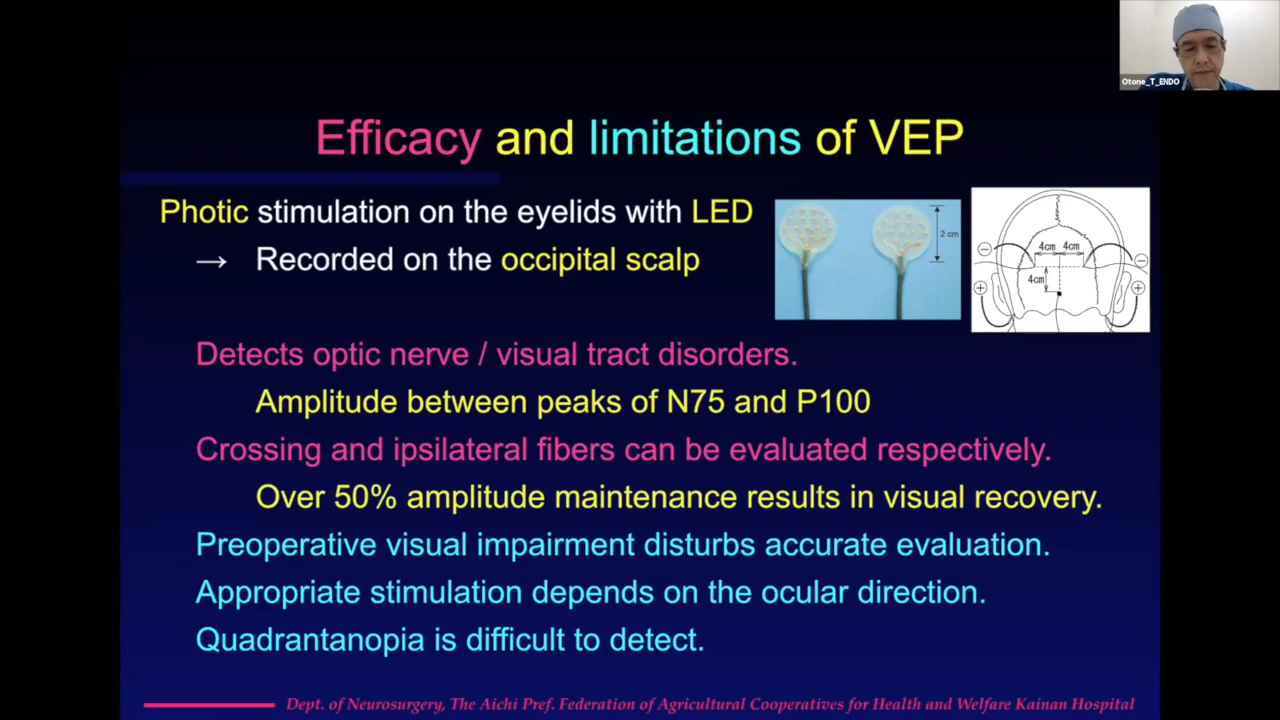 Otone_T_ENDO
Efficacy and limitations of VEP
Photic stimulation on the eyelids with LED
→ Recorded on the occipital scalp
2 cm
4cm 4cm
4cm
Detects optic nerve / visual tract disorders.
Amplitude between peaks of N75 and P100
Crossing and ipsilateral fibers can be evaluated respectively.
Over 50% amplitude maintenance results in visual recovery.
Preoperative visual impairment disturbs accurate evaluation.
Appropriate stimulation depends on the ocular direction.
Quadrantanopia is difficult to detect.
Dept. of Neurosurgery, The Aichi Pref. Federation of Agricultural Cooperatives for Health and Welfare Kainan Hospital